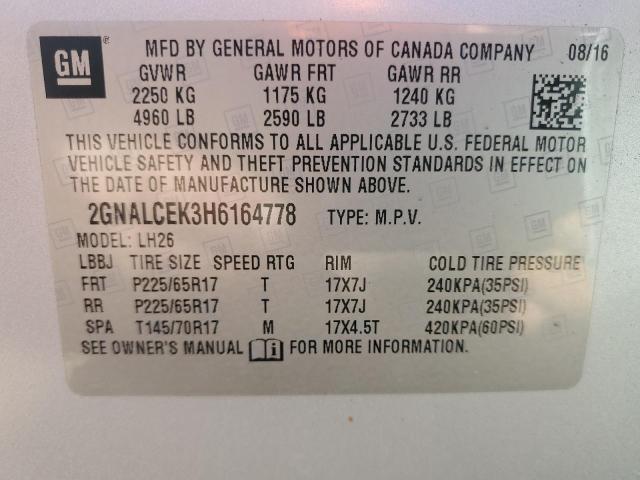 GM
MFD BY GENERAL MOTORS OF CANADA COMPANY 08/16
GVWR GAWR FRT GAWR RR
2250 KG 1175 KG 1240 KG
4960 LB 2590 LB 2733 LB
THIS VEHICLE CONFORMS TO ALL APPLICABLE U.S. FEDERAL MOTOR
VEHICLE SAFETY AND THEFT PREVENTION STANDARDS IN EFFECT ON
THE DATE OF MANUFACTURE SHOWN ABOVE.
2GNALCEK3H6164778 TYPE: M.P.V.
MODEL: LH26
LBBJ TIRE SIZE SPEED RTG RIM COLD TIRE PRESSURE
FRT P225/65R17 T 17X7J 240KPA(35PSI)
RR P225/65R17 T 17X7J 240KPA(35PSI)
SPA T145/70R17 M 17X4.5T 420KPA(60PSI)
SEE OWNER'S MANUAL i FOR MORE INFORMATION.